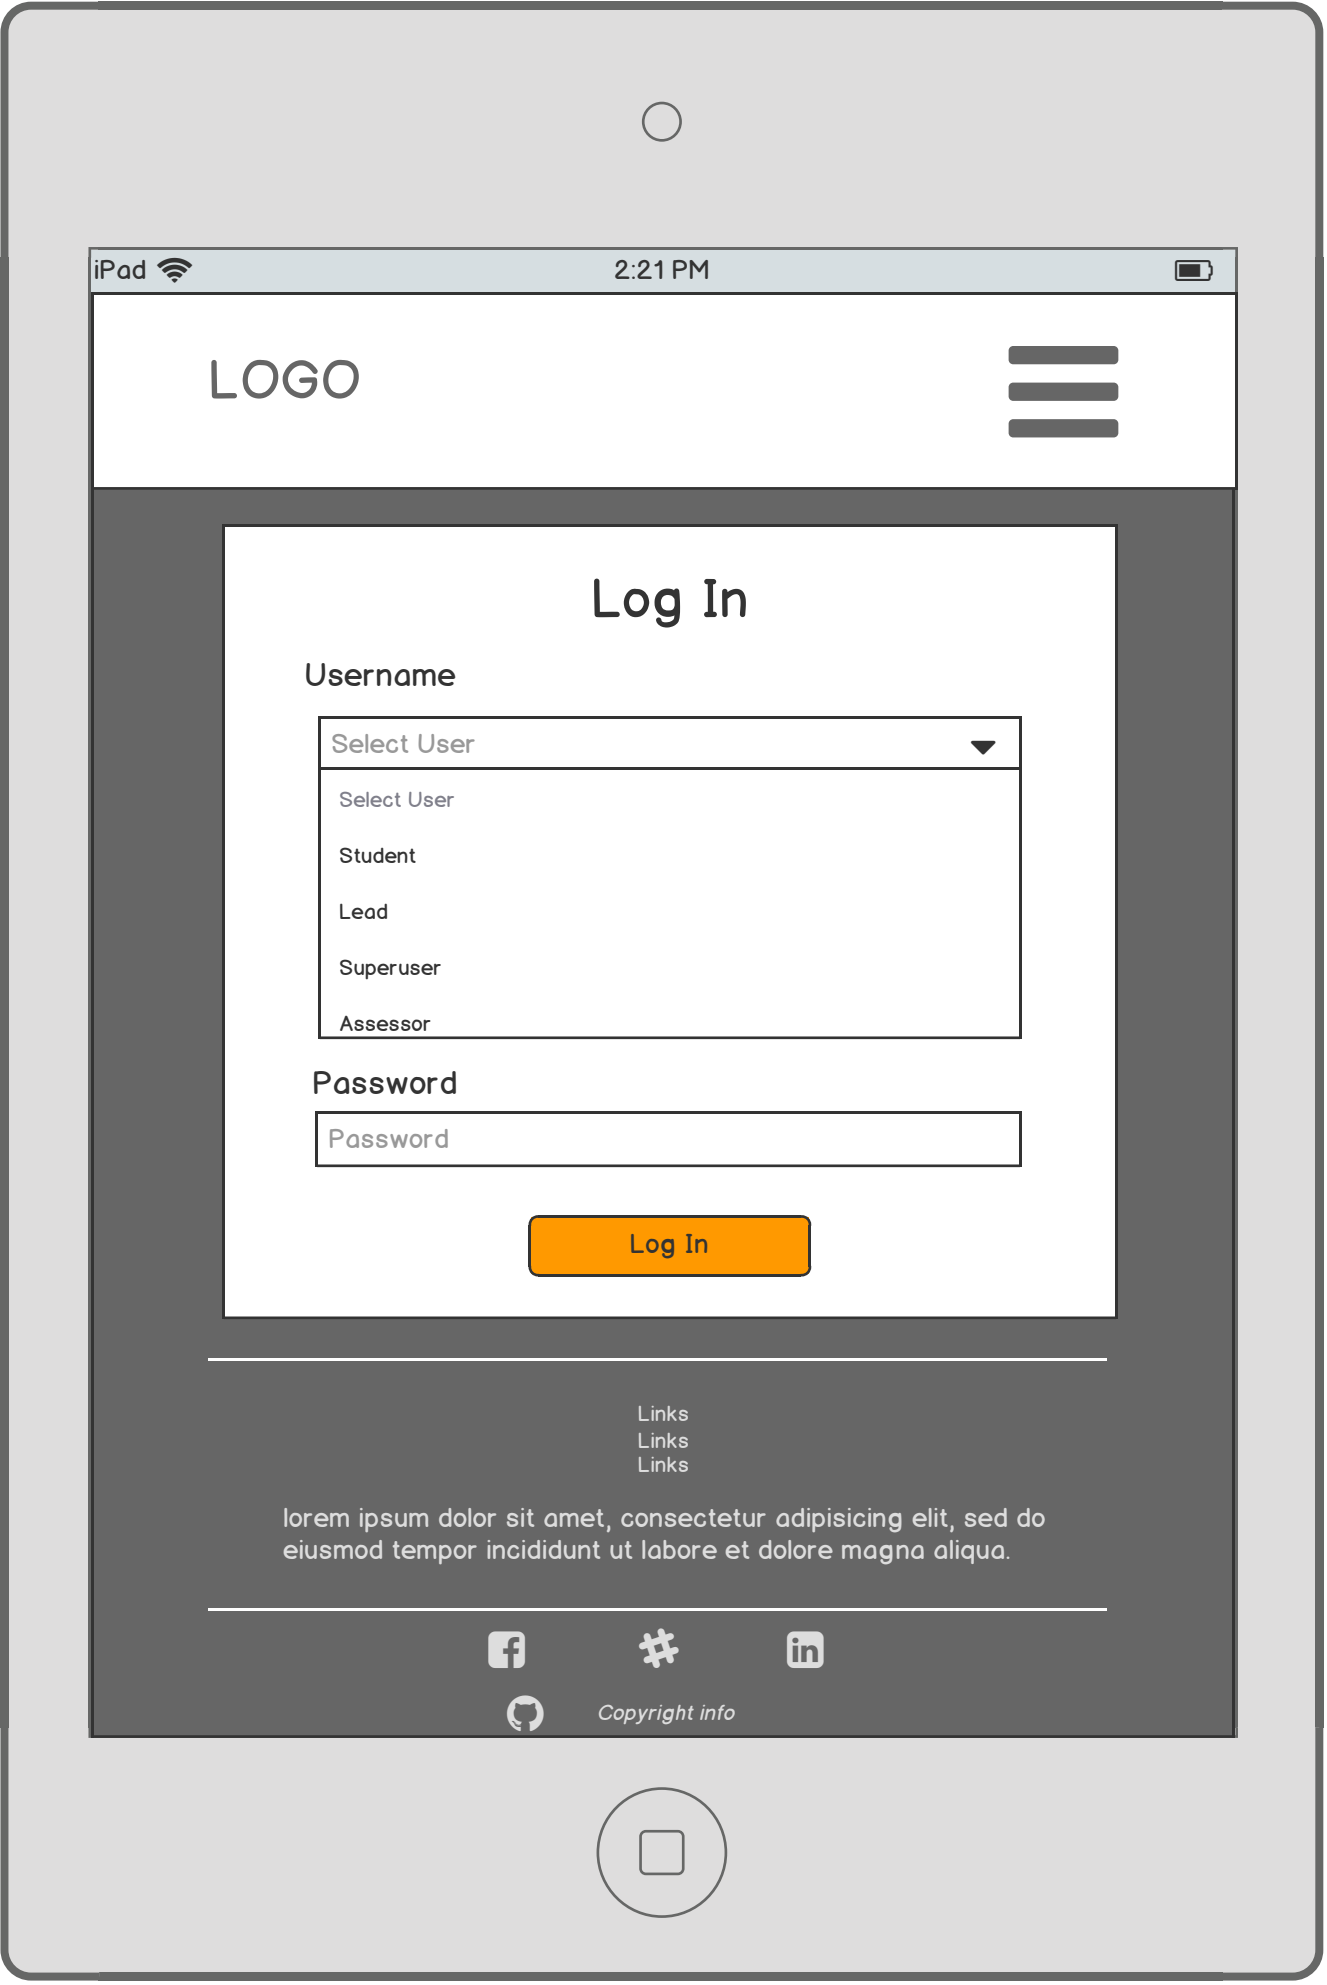 iPad 2:21 PM
LOGO
Log In
Username
Select User
Select User
Student
Lead
Superuser
Assessor
Password
Password
Log In
Links
Links
Links
lorem ipsum dolor sit amet, consectetur adipisicing elit, sed do
eiusmod tempor incididunt ut labore et dolore magna aliqua.
Copyright info